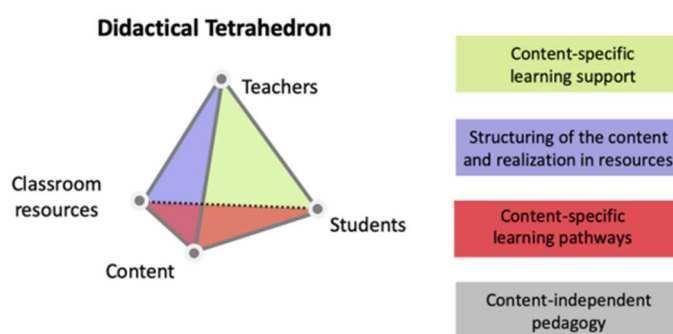 Didactical Tetrahedron
Teachers
Classroom
resources
Students
Content
Content-specific
learning support
Structuring of the content
and realization in resources
Content-specific
learning pathways
Content-independent
pedagogy